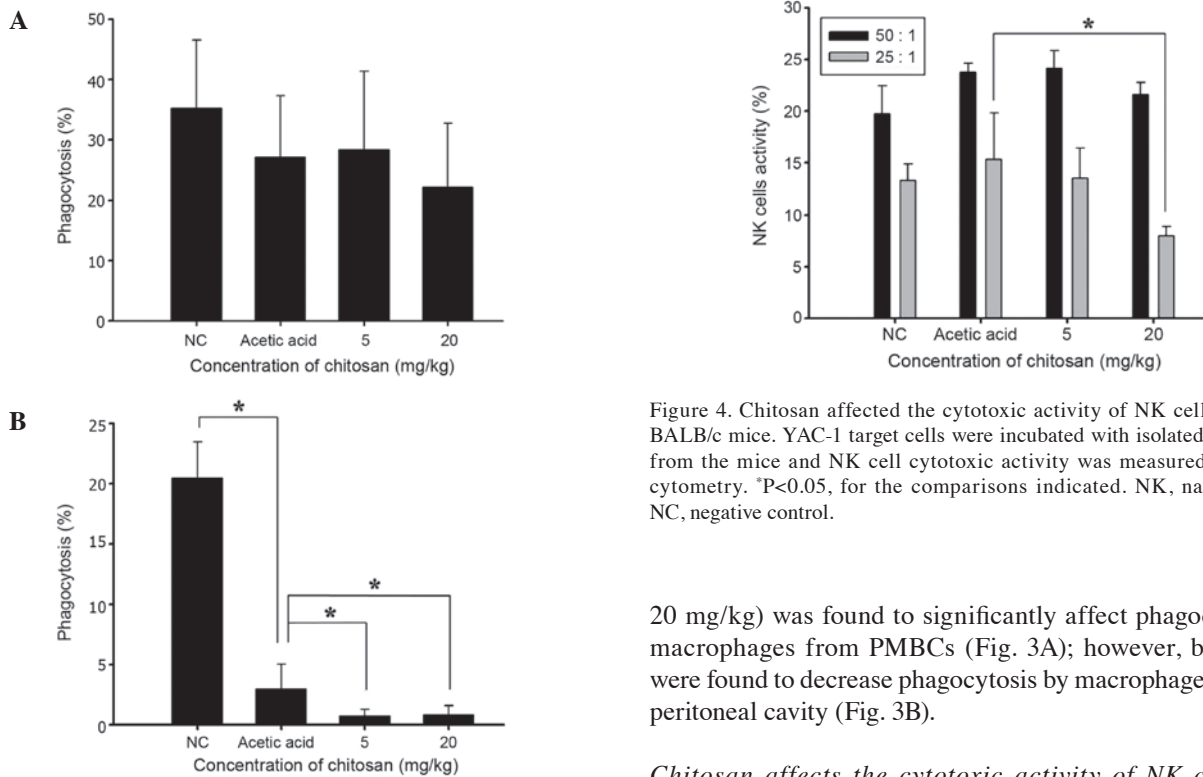 A
50
40
30
20
10
0
Phagocytosis (%)
NC Acetic acid 5 20
Concentration of chitosan (mg/kg)
B
25
20
15
10
5
0
Phagocytosis (%)
*
*
*
NC Acetic acid 5 20
Concentration of chitosan (mg/kg)
30
25
20
15
10
5
0
NK cells activity (%)
50 : 1
25 : 1
*
NC Acetic acid 5 20
Concentration of chitosan (mg/kg)
Figure 4. Chitosan affected the cytotoxic activity of NK cell
BALB/c mice. YAC-1 target cells were incubated with isolated
from the mice and NK cell cytotoxic activity was measured
cytometry. *P<0.05, for the comparisons indicated. NK, na
NC, negative control.
20 mg/kg) was found to significantly affect phagoc
macrophages from PMBCs (Fig. 3A); however, b
were found to decrease phagocytosis by macrophage
peritoneal cavity (Fig. 3B).
Chitosan affects the cytotoxic activity of NK c